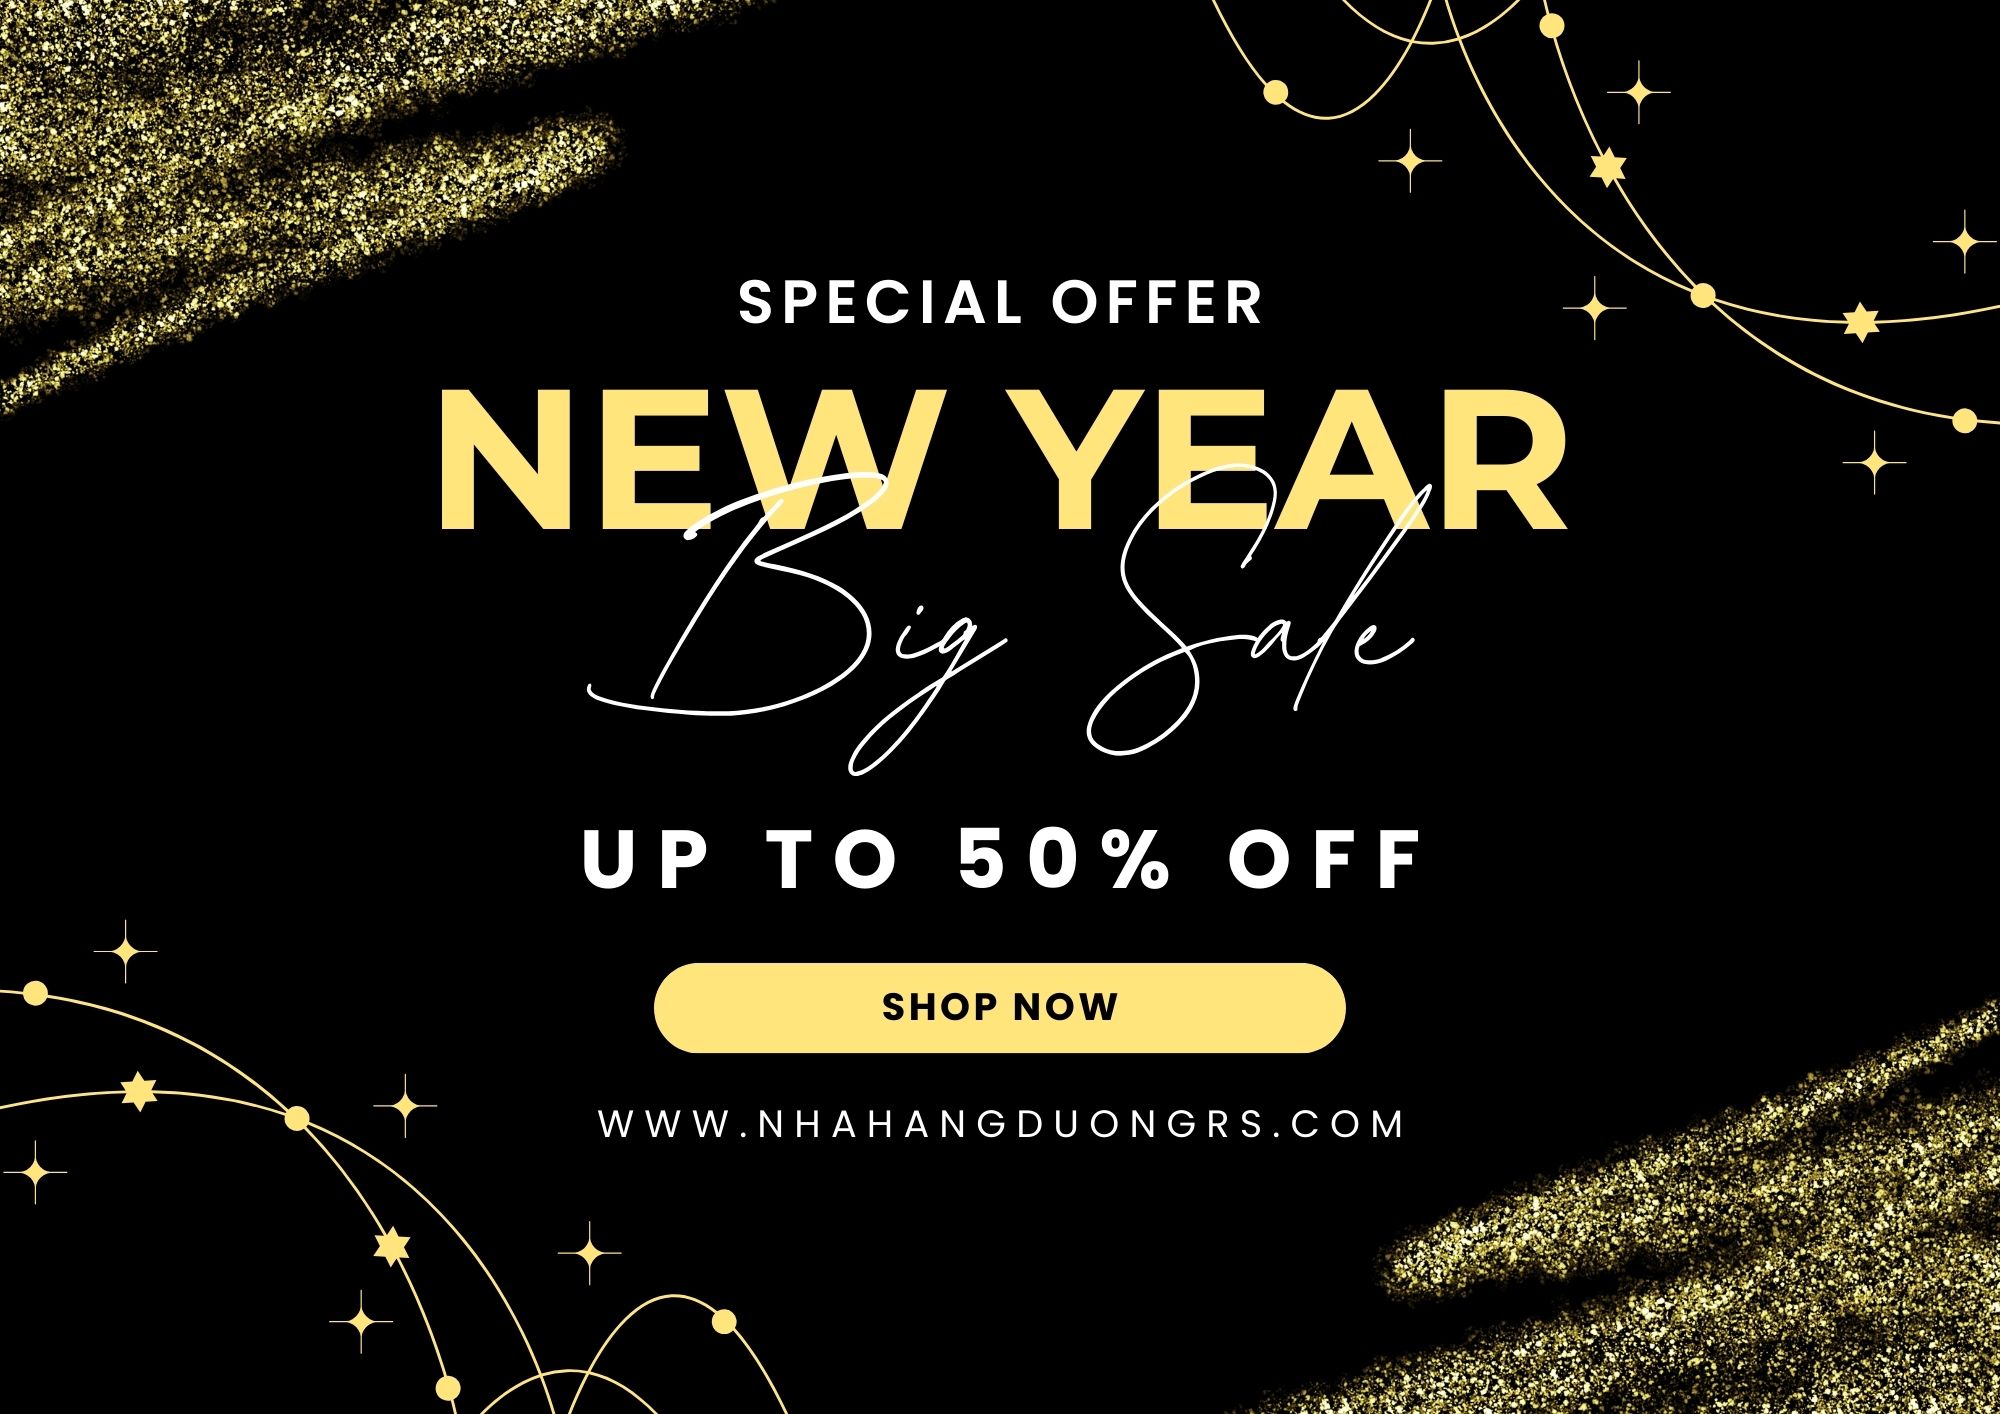 SPECIAL OFFER
NEW YEAR
Big Sale
UP TO 50% OFF
SHOP NOW
WWW.NHAHANGDUONGRS.COM